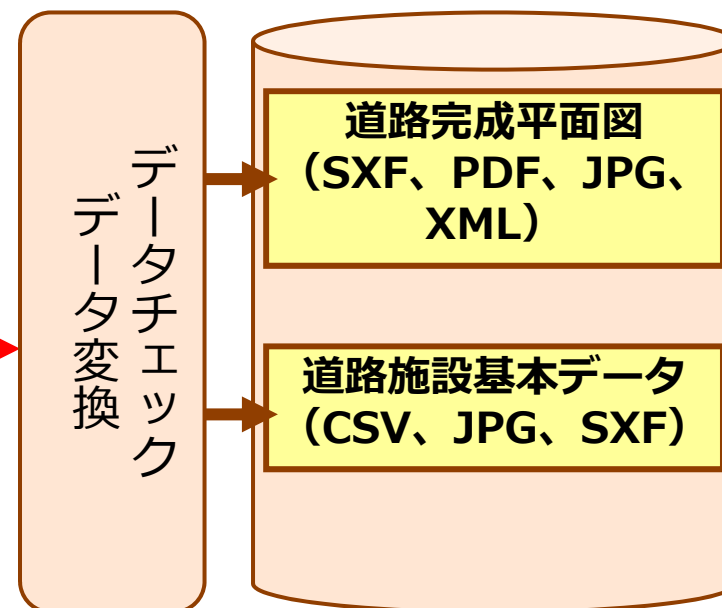 データチェック
データ変換
道路完成平面図
（SXF、PDF、JPG、
XML）
道路施設基本データ
（CSV、JPG、SXF）